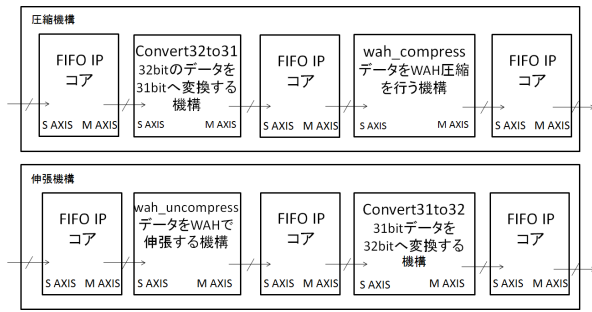 圧縮機構
FIFO IP
コア
S AXIS M AXIS
Convert32to31
32bitのデータを
31bitへ変換する
機構
S AXIS M AXIS
FIFO IP
コア
S AXIS M AXIS
wah_compress
データをWAH圧縮
を行う機構
S AXIS M AXIS
FIFO IP
コア
S AXIS M AXIS
伸張機構
FIFO IP
コア
S AXIS M AXIS
wah_uncompress
データをWAHで
伸張する機構
S AXIS M AXIS
FIFO IP
コア
S AXIS M AXIS
Convert31to32
31bitデータを
32bitへ変換する
機構
S AXIS M AXIS
FIFO IP
コア
S AXIS M AXIS